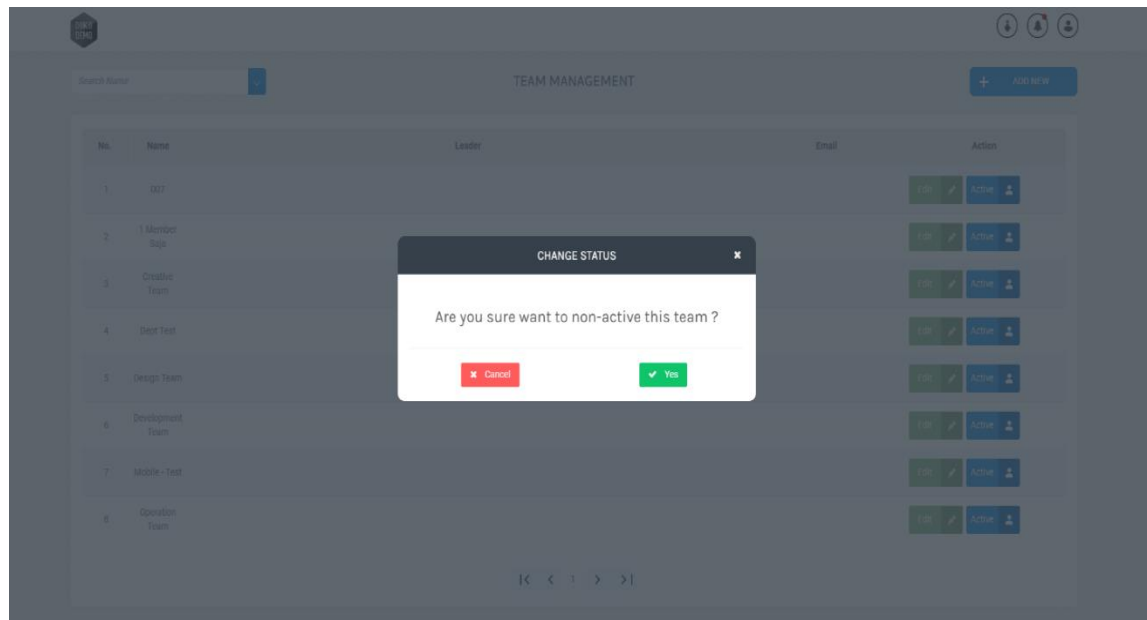 Search Name
TEAM MANAGEMENT
+ ADD NEW
No. Name Leader Email Action
1 Edit Active
2 1 Member Saja Edit Active
3 Creative Team Edit Active
4 Dept Test Edit Active
5 Design Team Edit Active
6 Development Team Edit Active
7 Mobile - Test Edit Active
8 Operation Team Edit Active
CHANGE STATUS
Are you sure want to non-active this team ?
Cancel
Yes
1